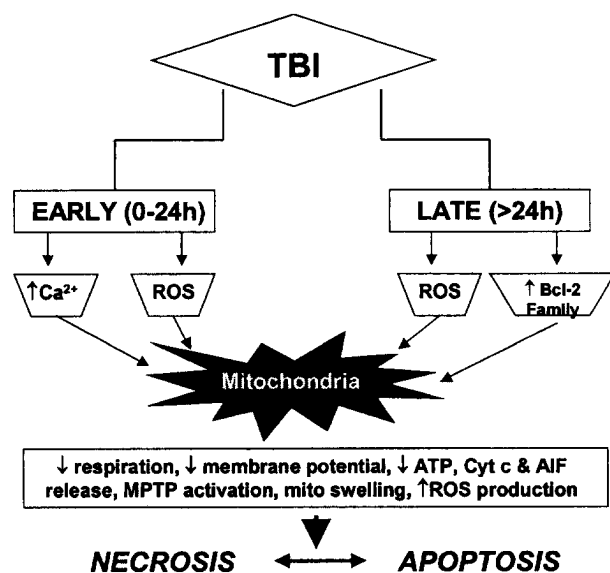 TBI
EARLY (0-24h)
LATE (>24h)
↑Ca²⁺
ROS
ROS
↑ Bcl-2
Family
Mitochondria
↓ respiration, ↓ membrane potential, ↓ ATP, Cyt c & AIF
release, MPTP activation, mito swelling, ↑ROS production
NECROSIS
APOPTOSIS